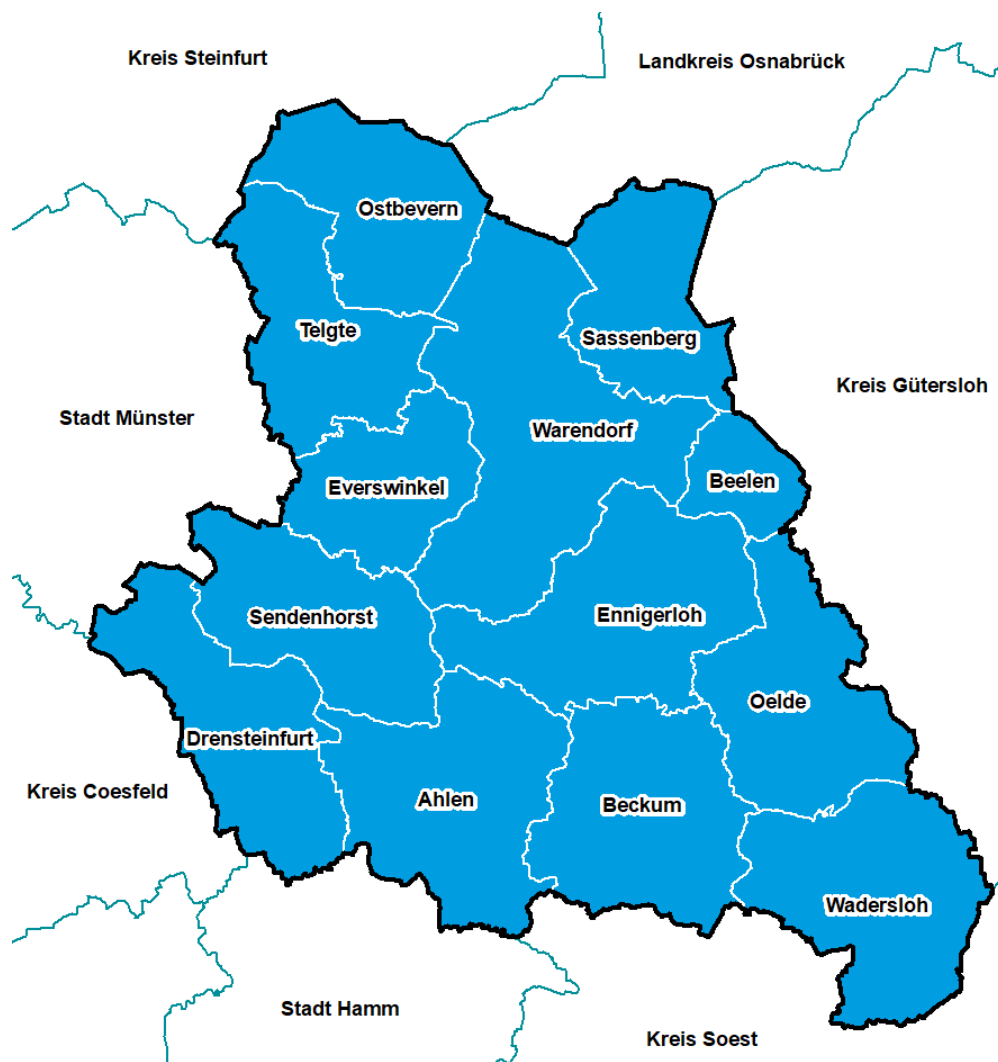 Kreis Steinfurt
Landkreis Osnabrück
Ostbevern
Telgte
Sassenberg
Kreis Gütersloh
Stadt Münster
Warendorf
Beelen
Everswinkel
Sendenhorst
Ennigerloh
Oelde
Drensteinfurt
Kreis Coesfeld
Ahlen
Beckum
Wadersloh
Stadt Hamm
Kreis Soest